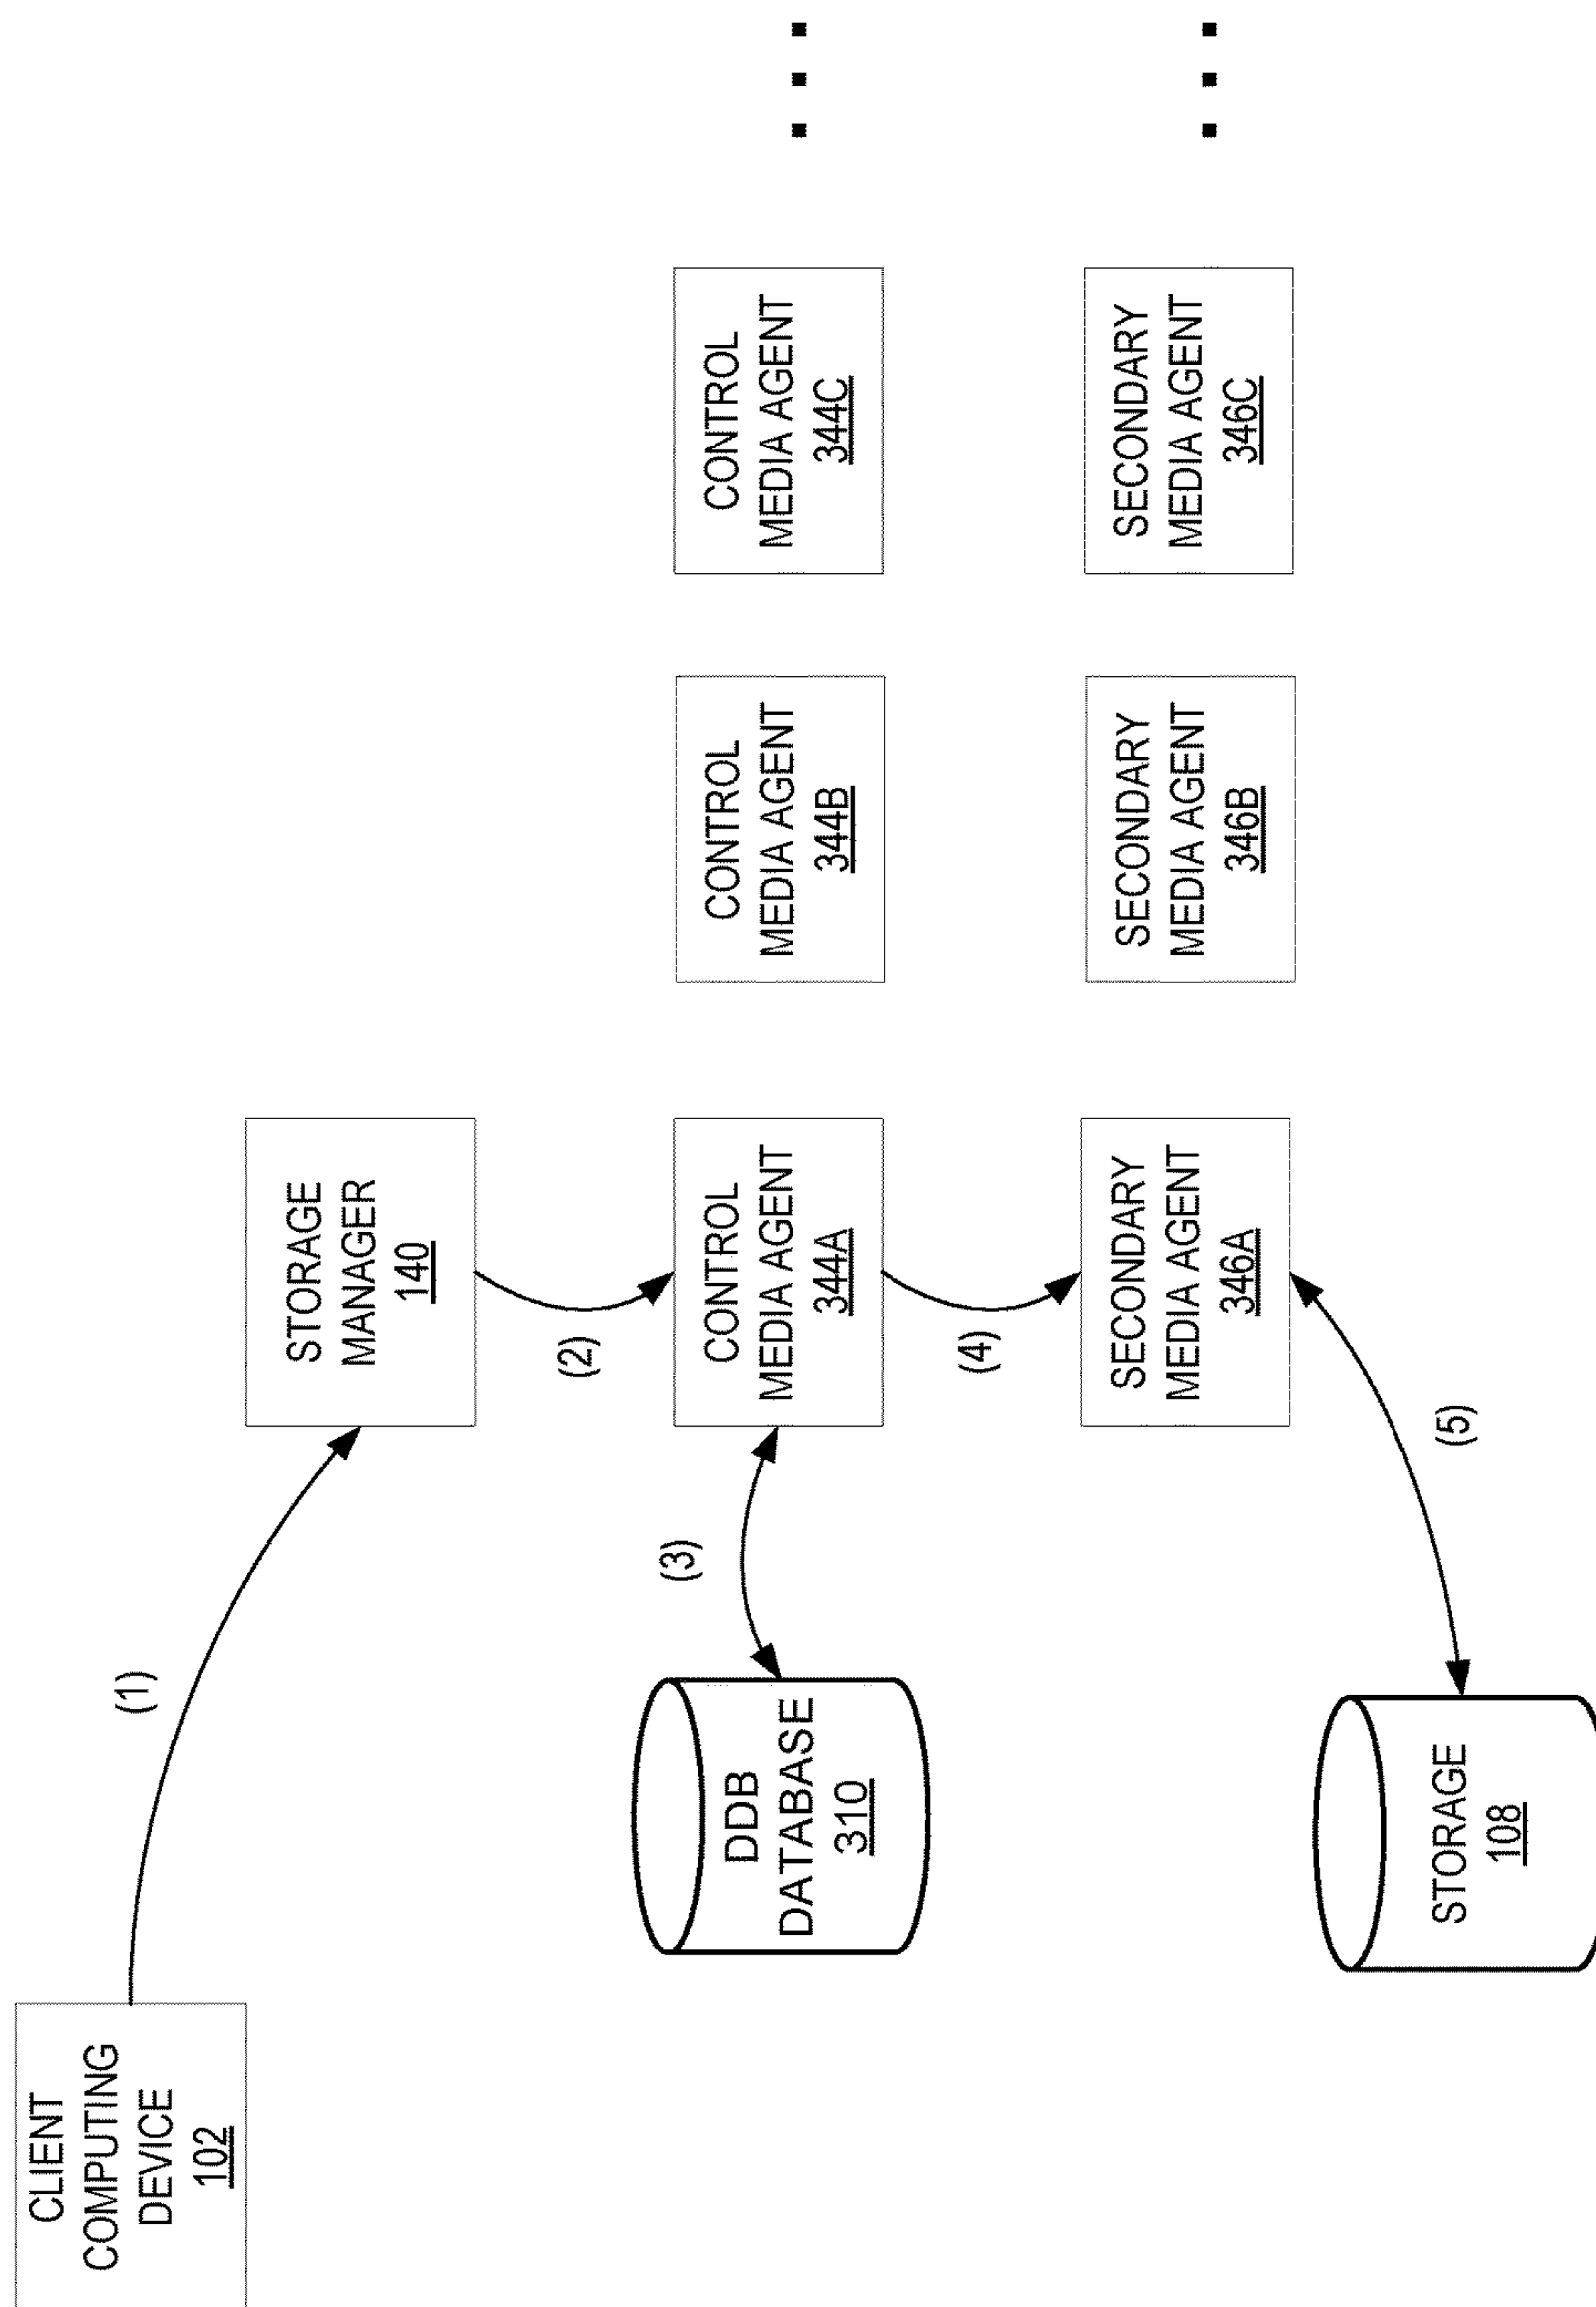 CLIENT
COMPUTING
DEVICE
102
(1)
STORAGE
MANAGER
140
(2)
DDB
DATABASE
310
(3)
CONTROL
MEDIA AGENT
344A
CONTROL
MEDIA AGENT
344B
CONTROL
MEDIA AGENT
344C
(4)
SECONDARY
MEDIA AGENT
346A
SECONDARY
MEDIA AGENT
346B
SECONDARY
MEDIA AGENT
346C
(5)
STORAGE
108